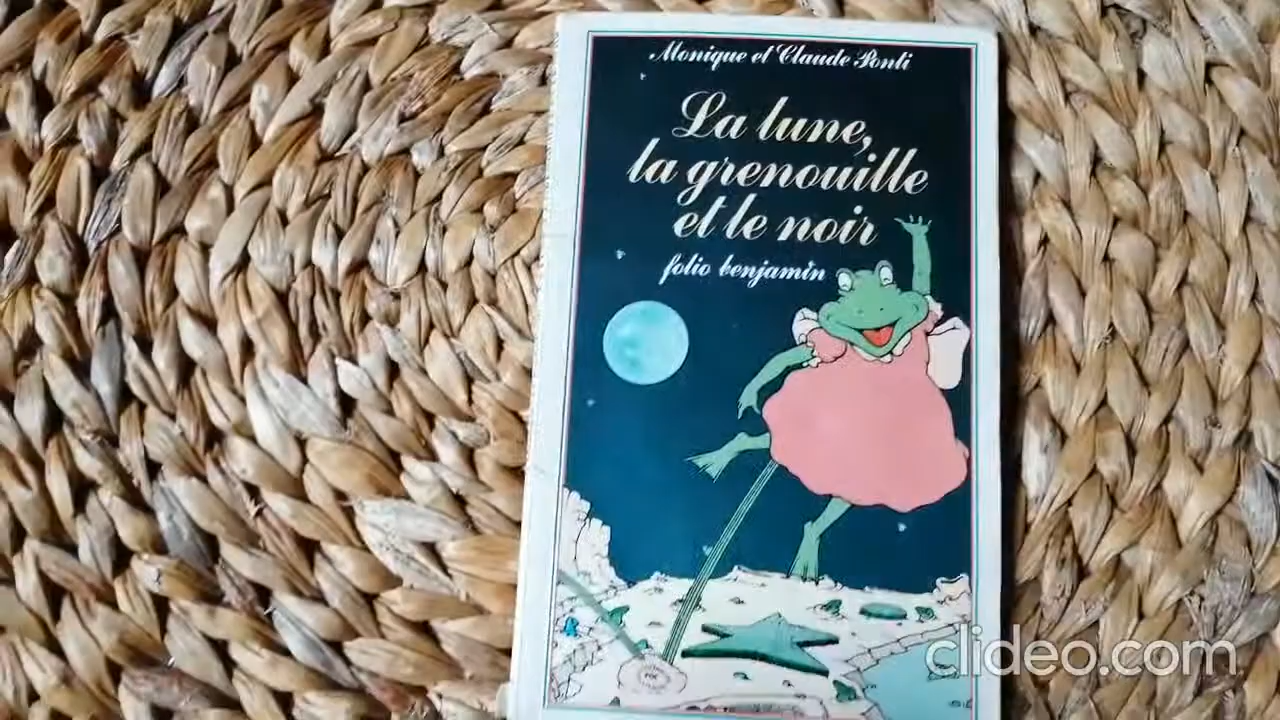 Monique et Claude Ponti
La lune,
la grenouille
et le noir
folio benjamin
clideo.com